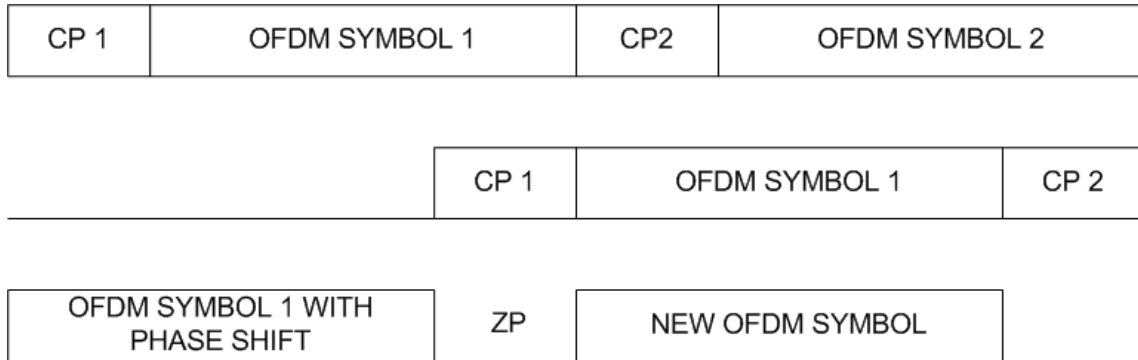 CP 1 OFDM SYMBOL 1 CP2 OFDM SYMBOL 2
CP 1 OFDM SYMBOL 1 CP 2
OFDM SYMBOL 1 WITH
PHASE SHIFT
ZP
NEW OFDM SYMBOL